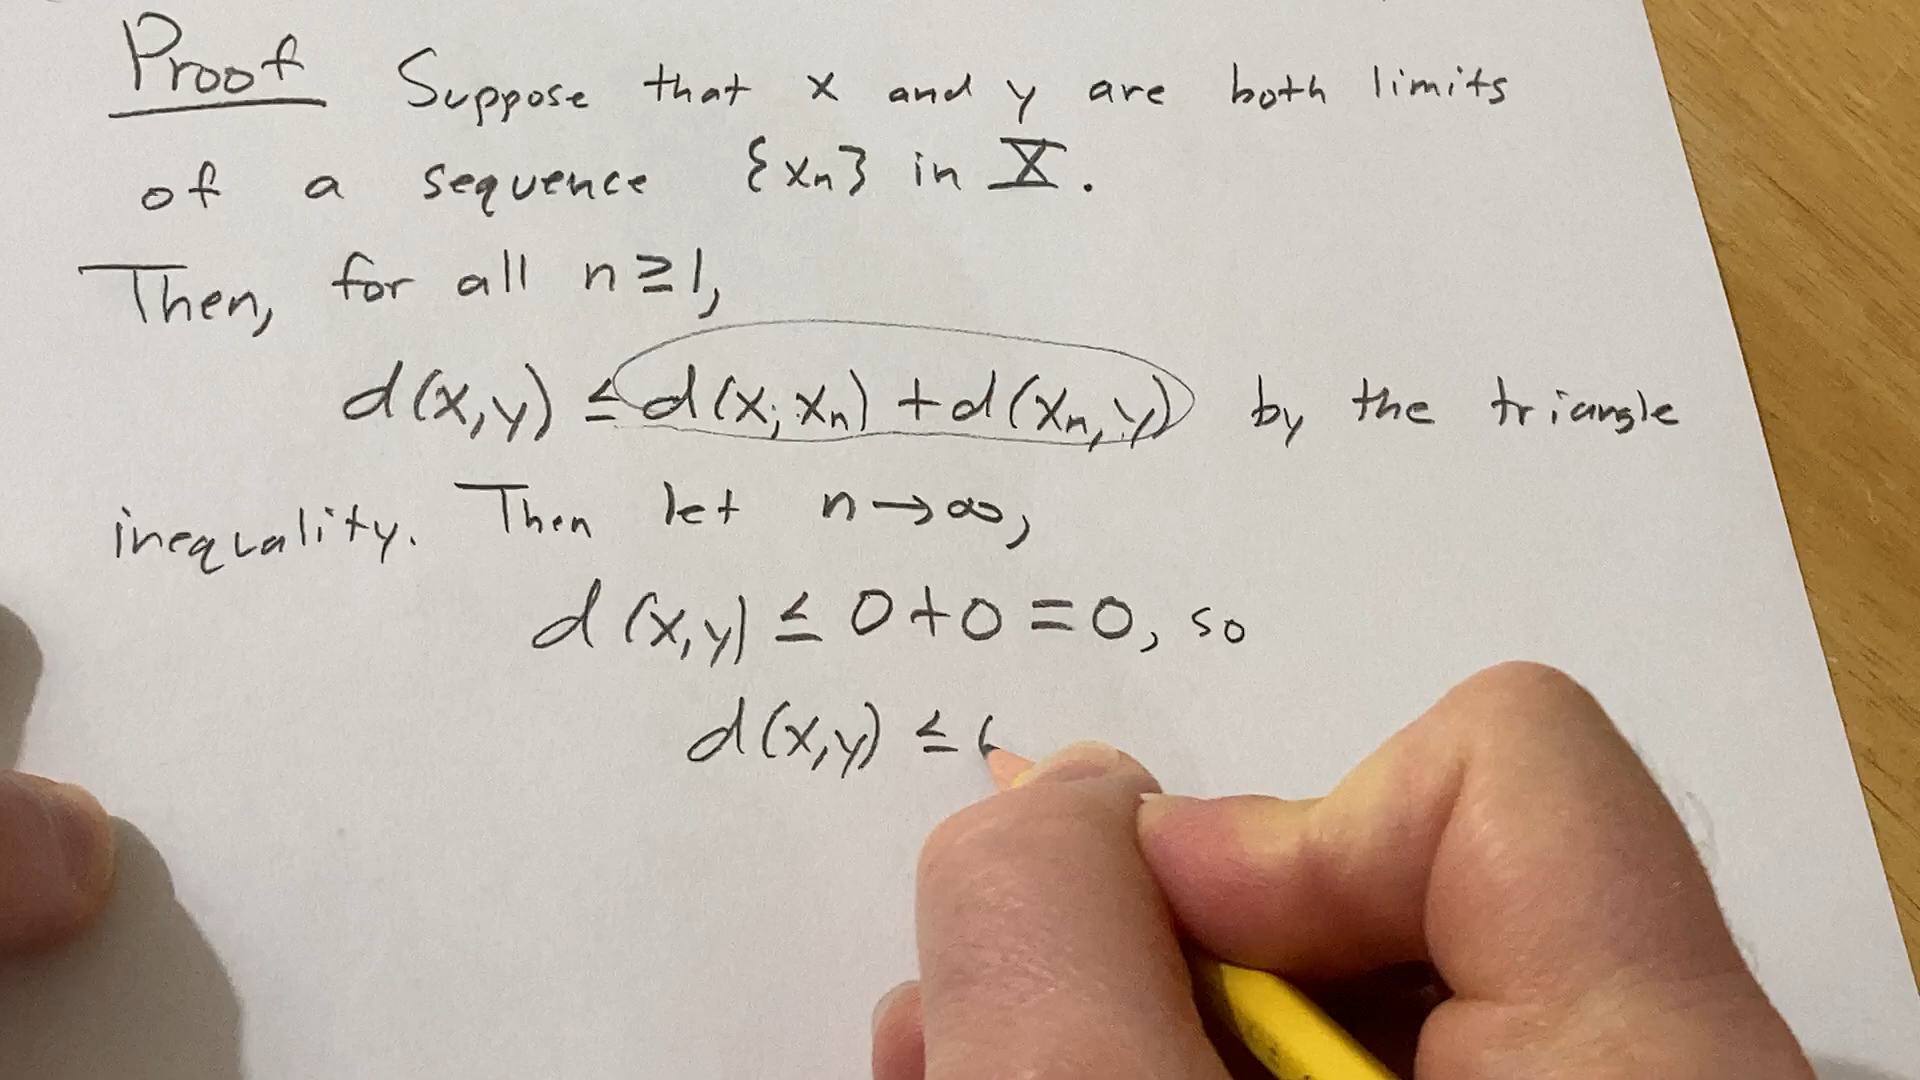 Proof Suppose that x and y are both limits
of a sequence {xn} in X.
Then, for all n≥1,
d(x,y) ≤ d(x,xn) + d(xn,y) by the triangle
inequality. Then let n→∞,
d(x,y) ≤ 0+0=0, so
d(x,y) ≤